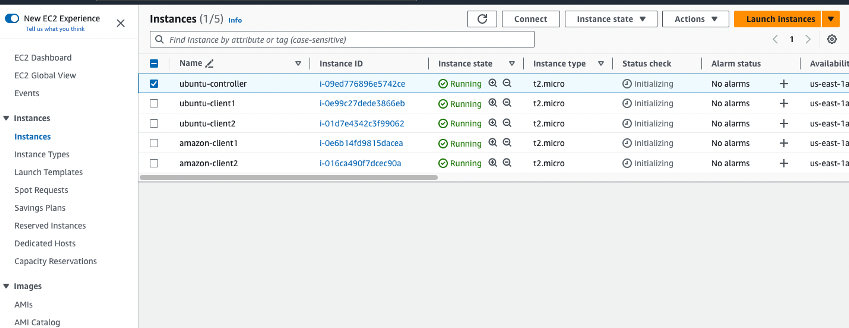 New EC2 Experience
Tell us what you think
EC2 Dashboard
EC2 Global View
Events
Instances
Instances
Instance Types
Launch Templates
Spot Requests
Savings Plans
Reserved Instances
Dedicated Hosts
Capacity Reservations
Images
AMIs
AMI Catalog
Instances (1/5) Info
Connect
Instance state
Actions
Launch instances
Find Instance by attribute or tag (case-sensitive)
1
Name Instance ID Instance state Instance type Status check Alarm status Availabilit
ubuntu-controller i-09ed776896e5742ce Running t2.micro Initializing No alarms us-east-1a
ubuntu-client1 i-0e99c27dede3866eb Running t2.micro Initializing No alarms us-east-1a
ubuntu-client2 i-01d7e4342c3f99062 Running t2.micro Initializing No alarms us-east-1a
amazon-client1 i-0e6b14fd9815dacea Running t2.micro Initializing No alarms us-east-1a
amazon-client2 i-016ca490f7dcec90a Running t2.micro Initializing No alarms us-east-1a